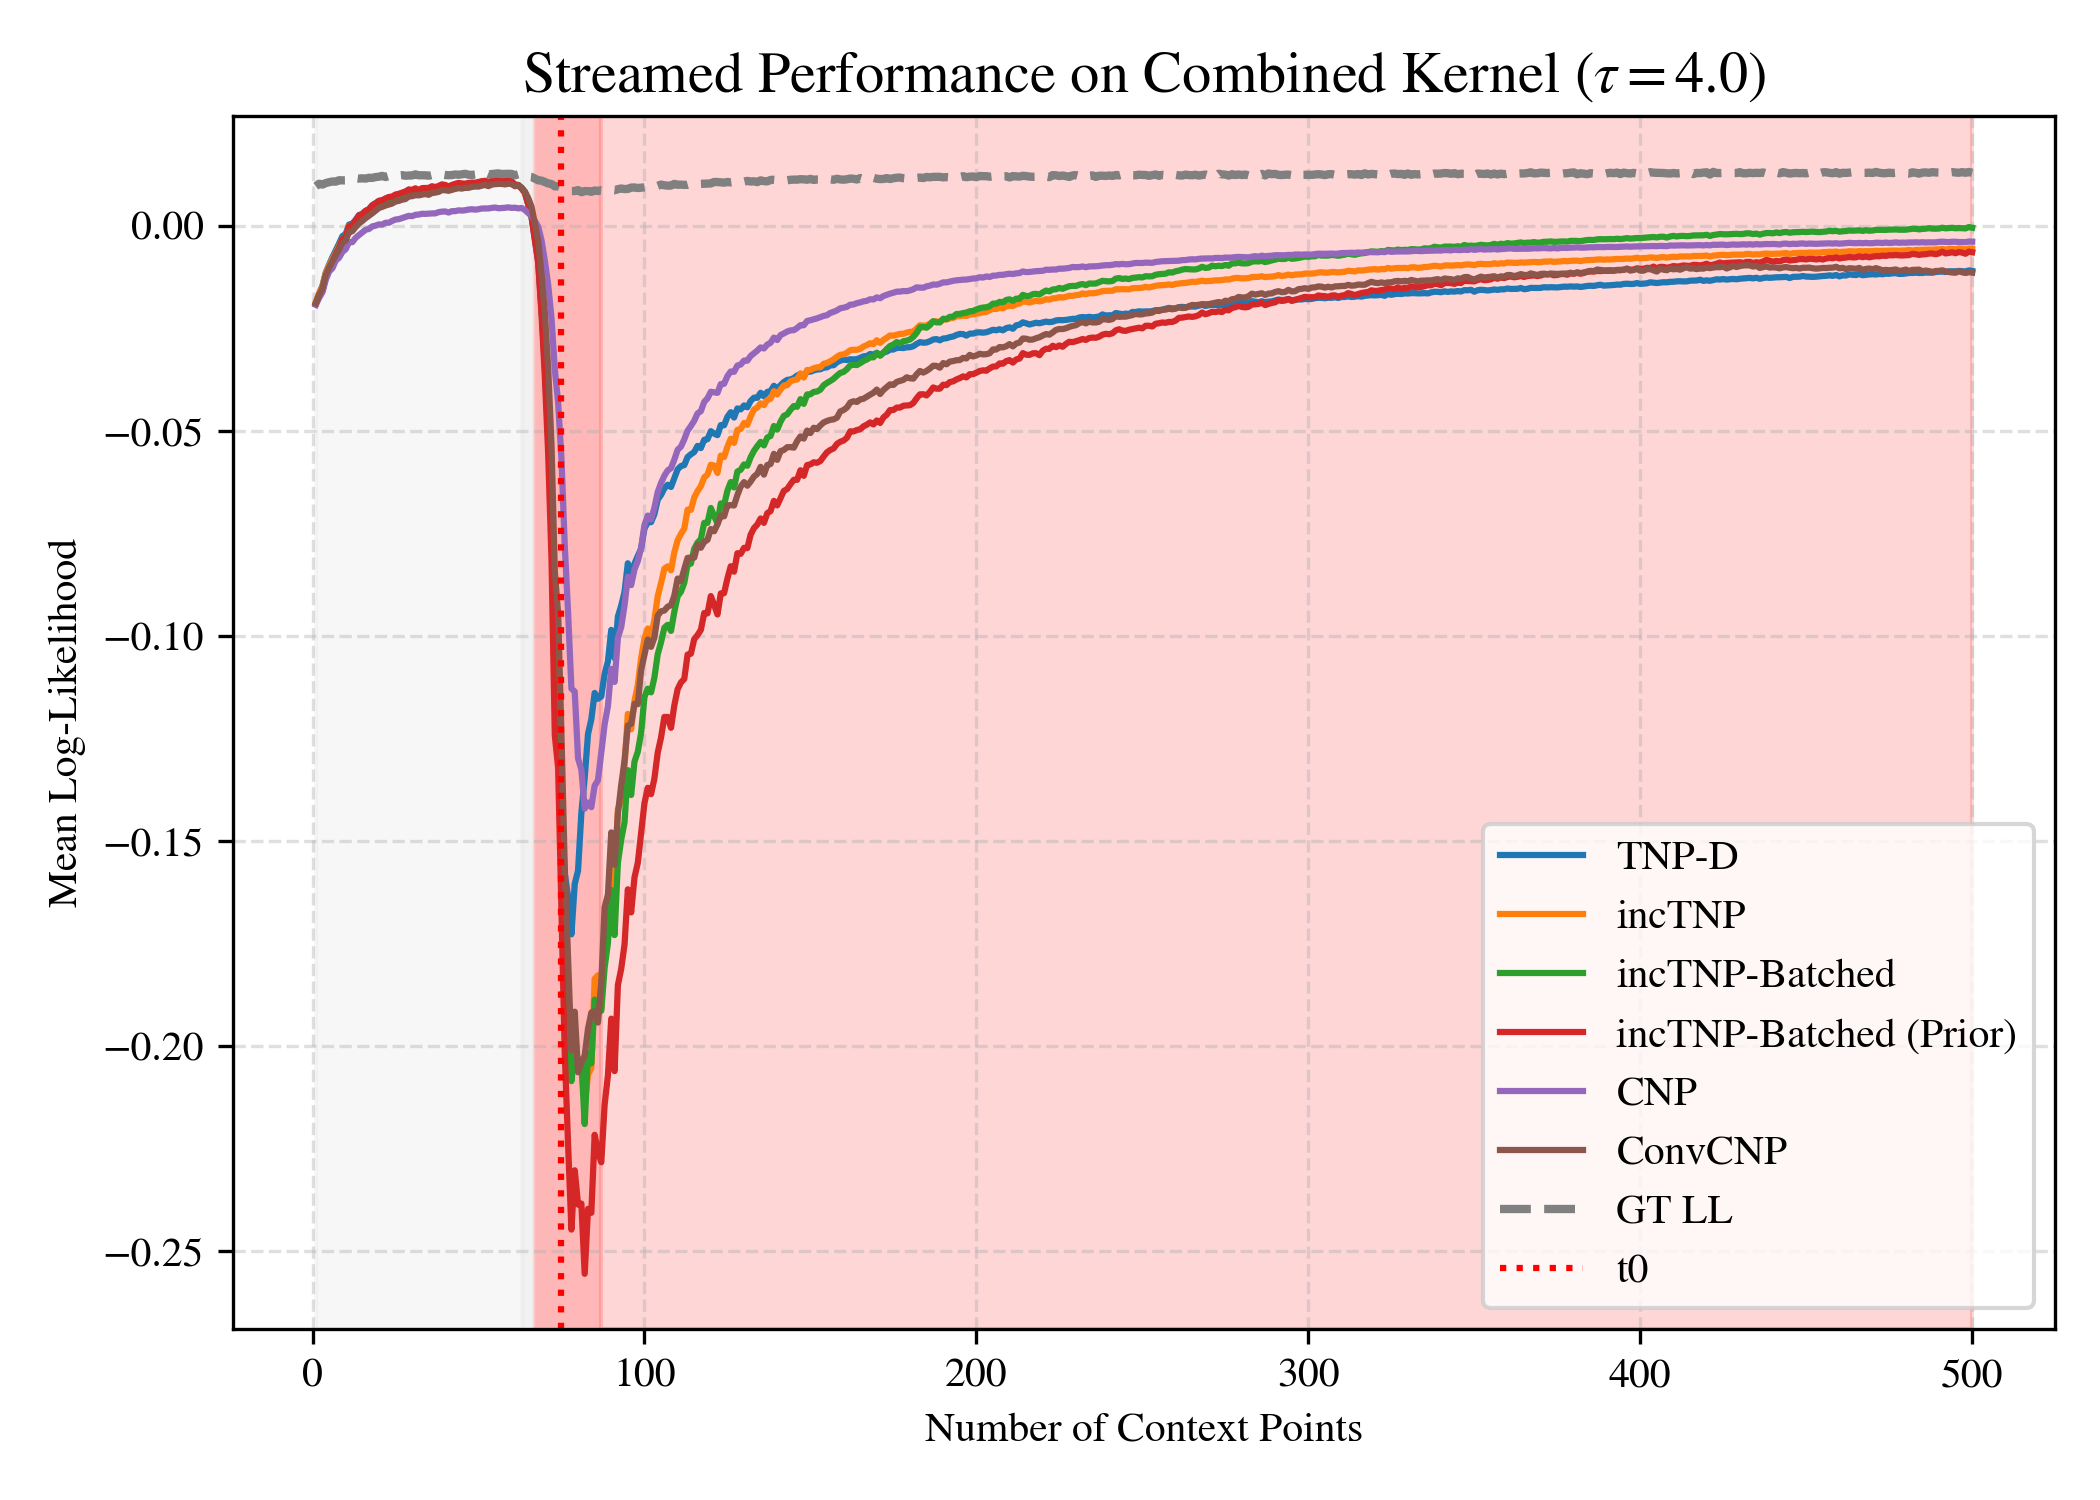 Streamed Performance on Combined Kernel (τ = 4.0)
Mean Log-Likelihood
0.00
−0.05
−0.10
−0.15
−0.20
−0.25
TNP-D
incTNP
incTNP-Batched
incTNP-Batched (Prior)
CNP
ConvCNP
GT LL
t0
0 100 200 300 400 500
Number of Context Points